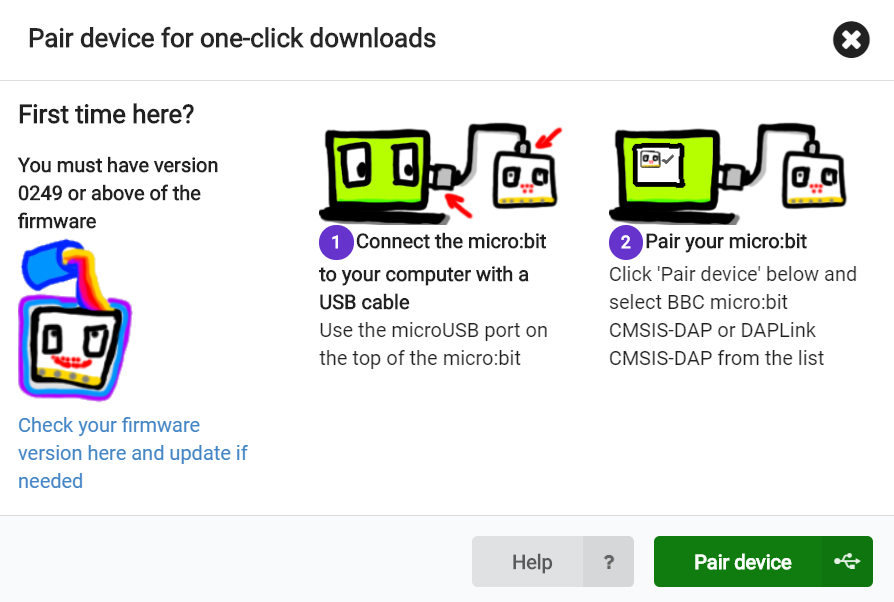 Pair device for one-click downloads
First time here?
You must have version
0249 or above of the
firmware
Check your firmware
version here and update if
needed
1 Connect the micro:bit
to your computer with a
USB cable
Use the microUSB port on
the top of the micro:bit
2 Pair your micro:bit
Click 'Pair device' below and
select BBC micro:bit
CMSIS-DAP or DAPLink
CMSIS-DAP from the list
Help ?
Pair device